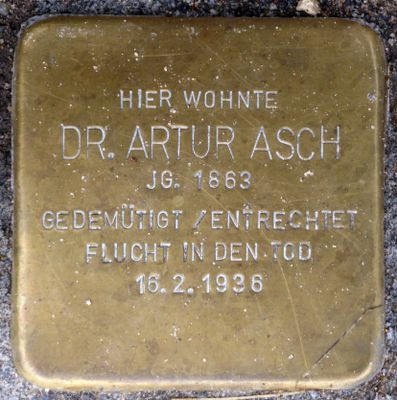 HIER WOHNTE
DR. ARTUR ASCH
JG. 1863
GEDEMÜTIGT / ENTRECHTET
FLUCHT IN DEN TOD
16.2.1936